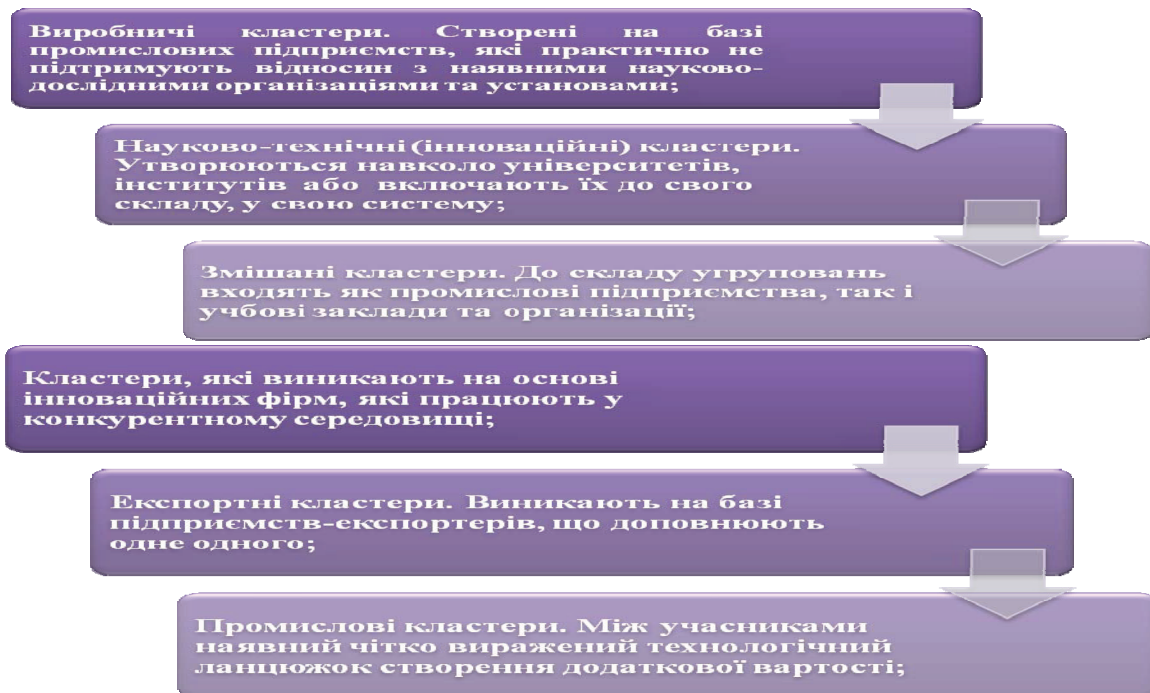 Виробничі кластери. Створені на базі
промислових підприємств, які практично не
підтримують відносин з наявними науково-
дослідними організаціями та установами;
Науково-технічні (інноваційні) кластери.
Утворюються навколо університетів,
інститутів або включають їх до свого
складу, у свою систему;
Змішані кластери. До складу угруповань
входять як промислові підприємства, так і
учбові заклади та організації;
Кластери, які виникають на основі
інноваційних фірм, які працюють у
конкурентному середовищі;
Експортні кластери. Виникають на базі
підприємств-експортерів, що доповнюють
одне одного;
Промислові кластери. Між учасниками
наявний чітко виражений технологічний
ланцюжок створення додаткової вартості;